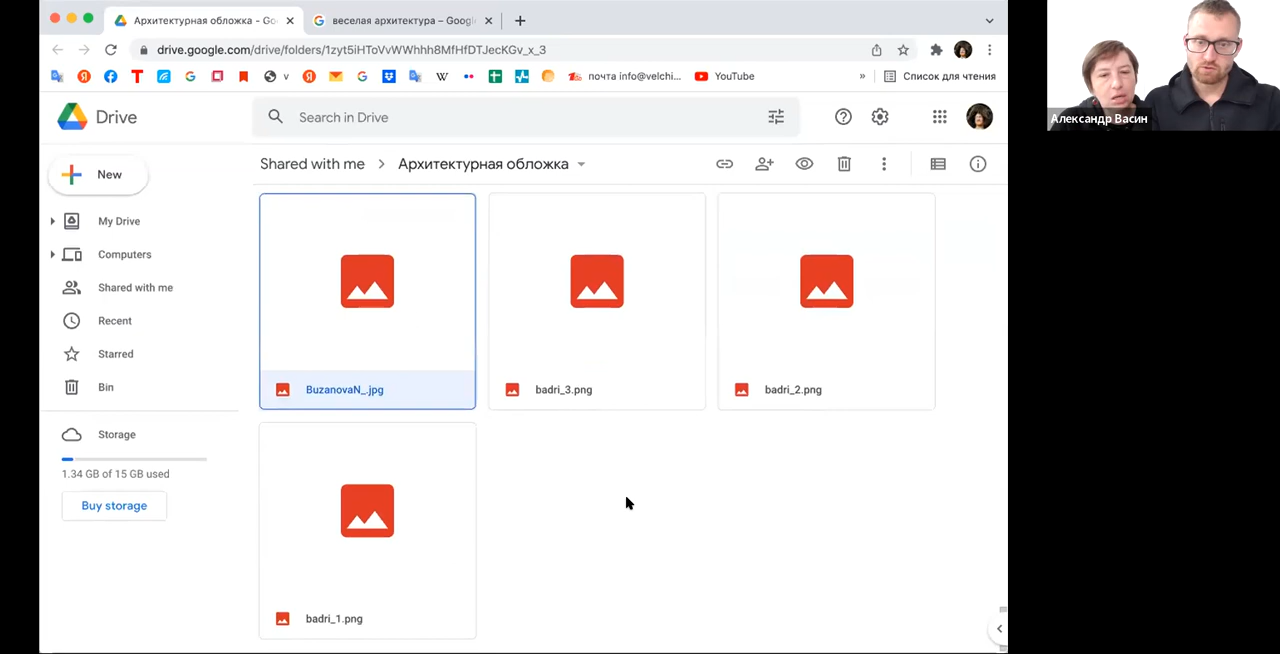 Архитектурная обложка - Go
веселая архитектура – Googl
drive.google.com/drive/folders/1zyt5iHToVvWWhhh8MfHfDTJecKGv_x_3
почта info@velchi...
YouTube
»
Список для чтения
Drive
Search in Drive
New
Shared with me
Архитектурная обложка
My Drive
Computers
Shared with me
Recent
Starred
Bin
Storage
1.34 GB of 15 GB used
Buy storage
BuzanovaN_.jpg
badri_3.png
badri_2.png
badri_1.png
Александр Васин